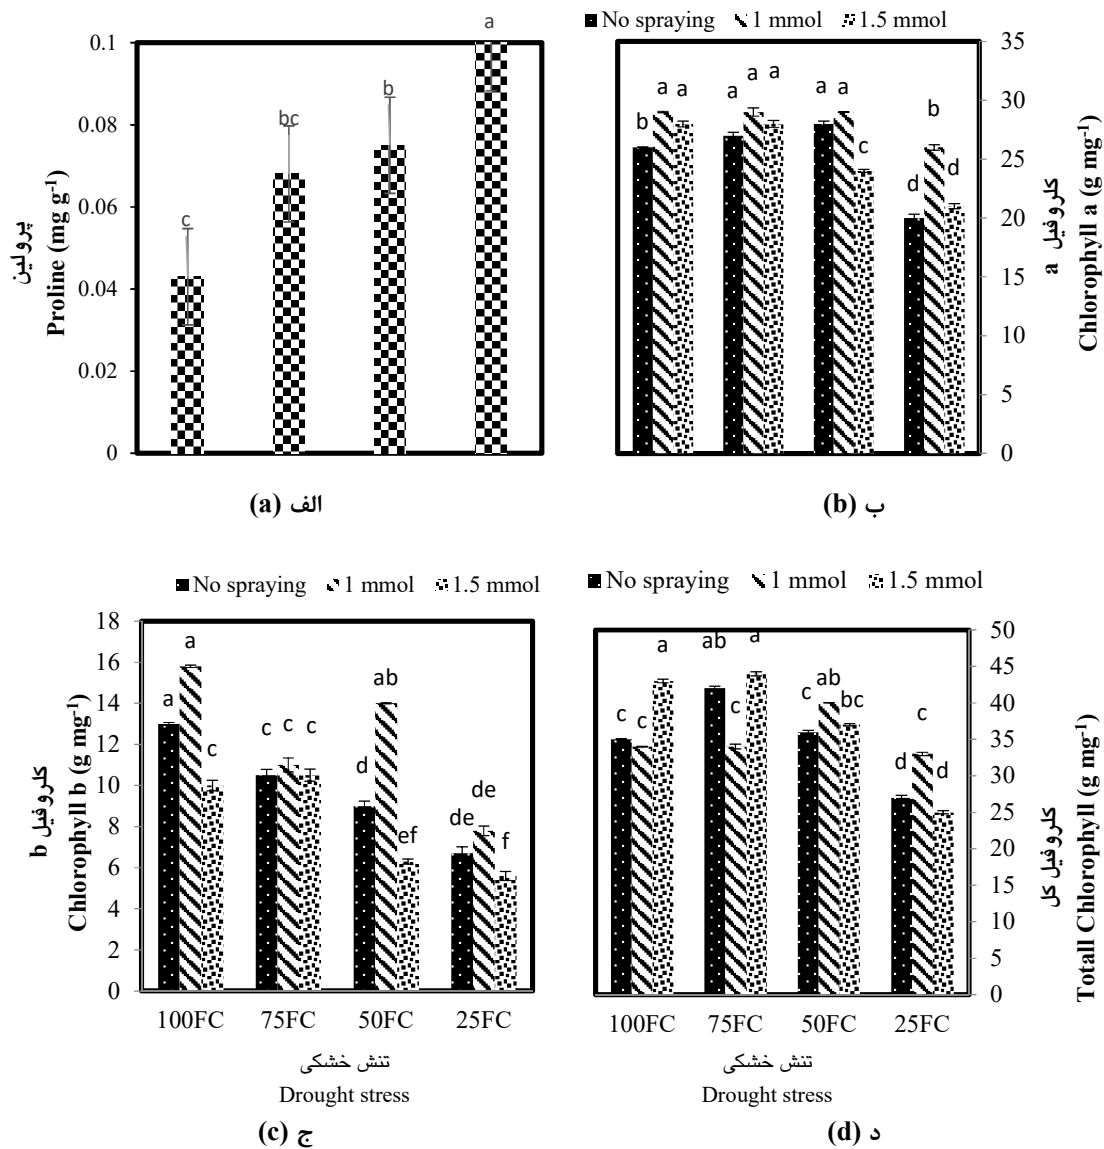 پرولین
Proline (mg g-1)
0.1
0.08
0.06
0.04
0.02
0
c
bc
b
a
الف (a)
No spraying 1 mmol 1.5 mmol
کلروفیل a
Chlorophyll a (g mg-1)
35
30
25
20
15
10
5
0
b a a
a a a
a a c
d b d
ب (b)
No spraying 1 mmol 1.5 mmol
کلروفیل b
Chlorophyll b (g mg-1)
18
16
14
12
10
8
6
4
2
0
a a c
c c c
d ab ef
de de f
100FC 75FC 50FC 25FC
تنش خشکی
Drought stress
ج (c)
No spraying 1 mmol 1.5 mmol
کلروفیل کل
Totall Chlorophyll (g mg-1)
50
45
40
35
30
25
20
15
10
5
0
c c a
ab c a
c ab bc
d c d
100FC 75FC 50FC 25FC
تنش خشکی
Drought stress
د (d)